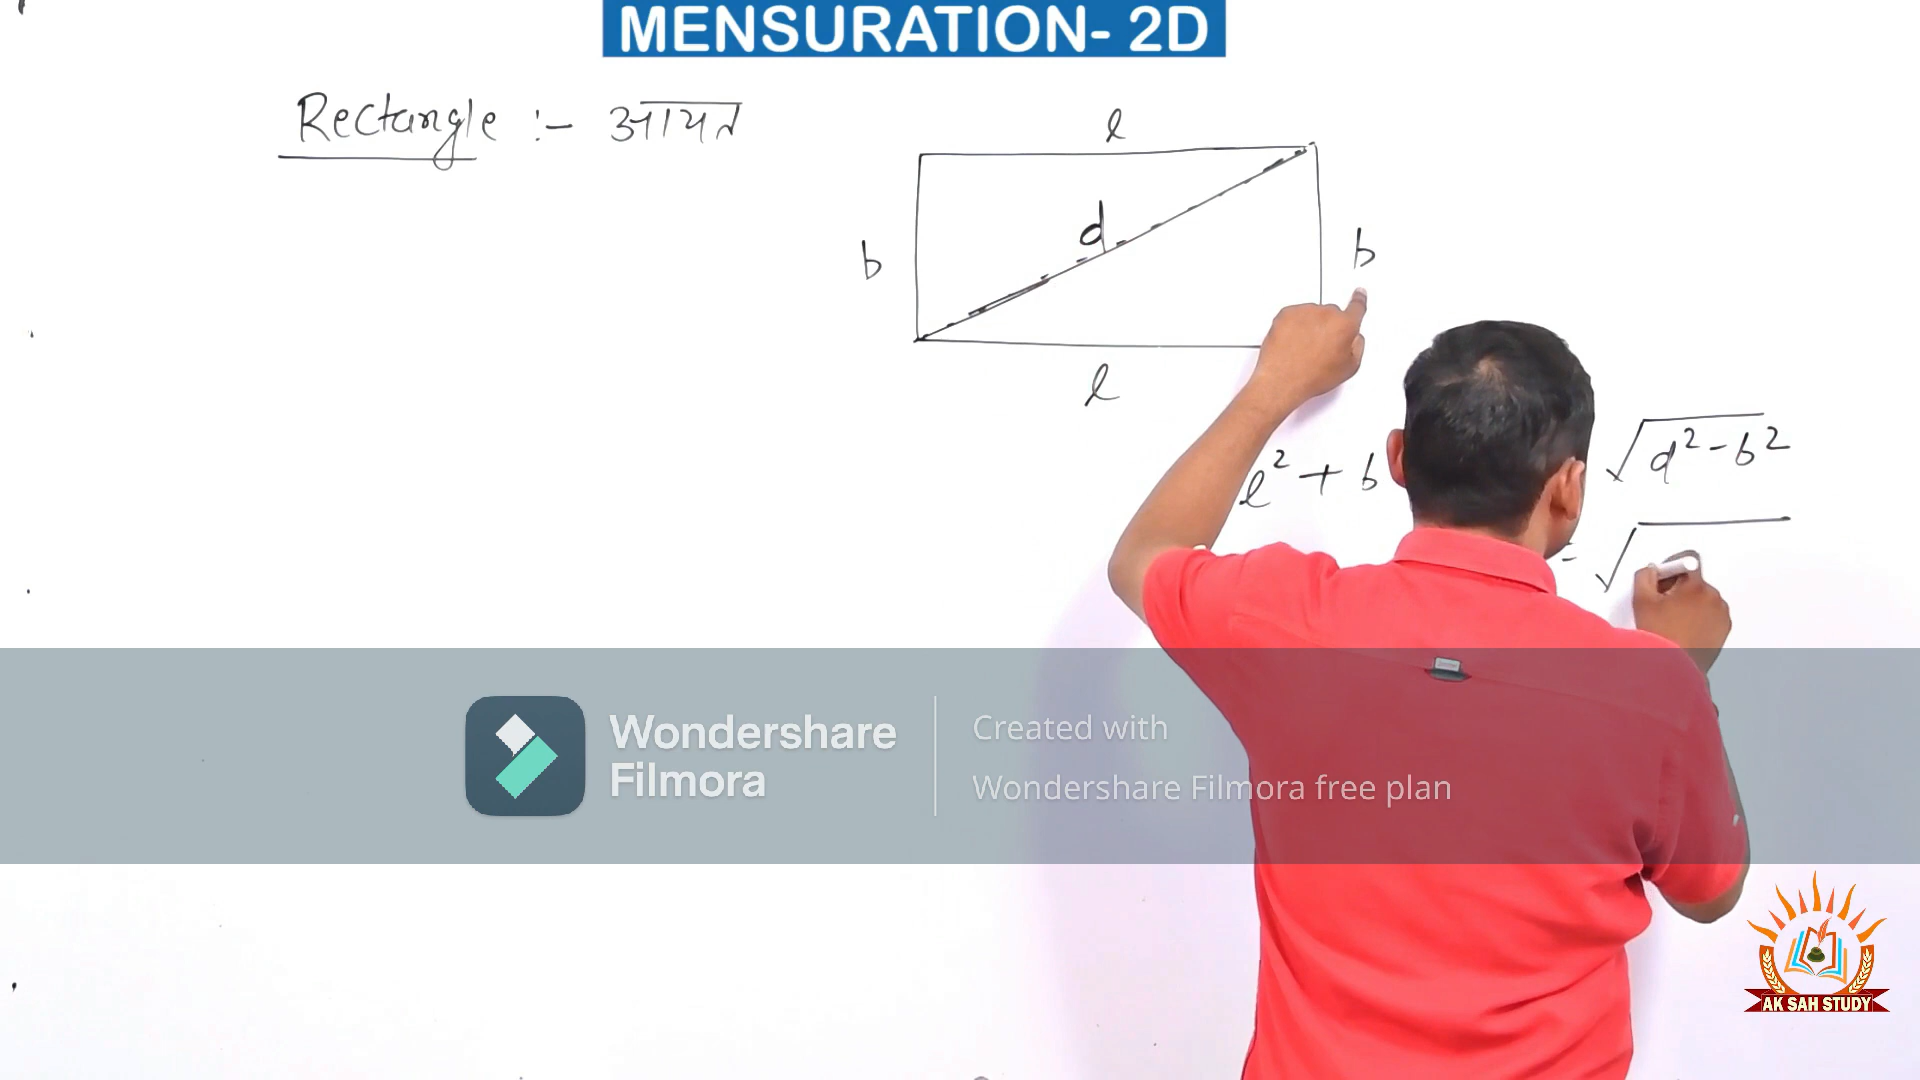 MENSURATION- 2D
Rectangle :- आयत
l
d
b
b
l
l² + b
√d²-b²
= √
Wondershare
Filmora
Created with
Wondershare Filmora free plan
AK SAH STUDY